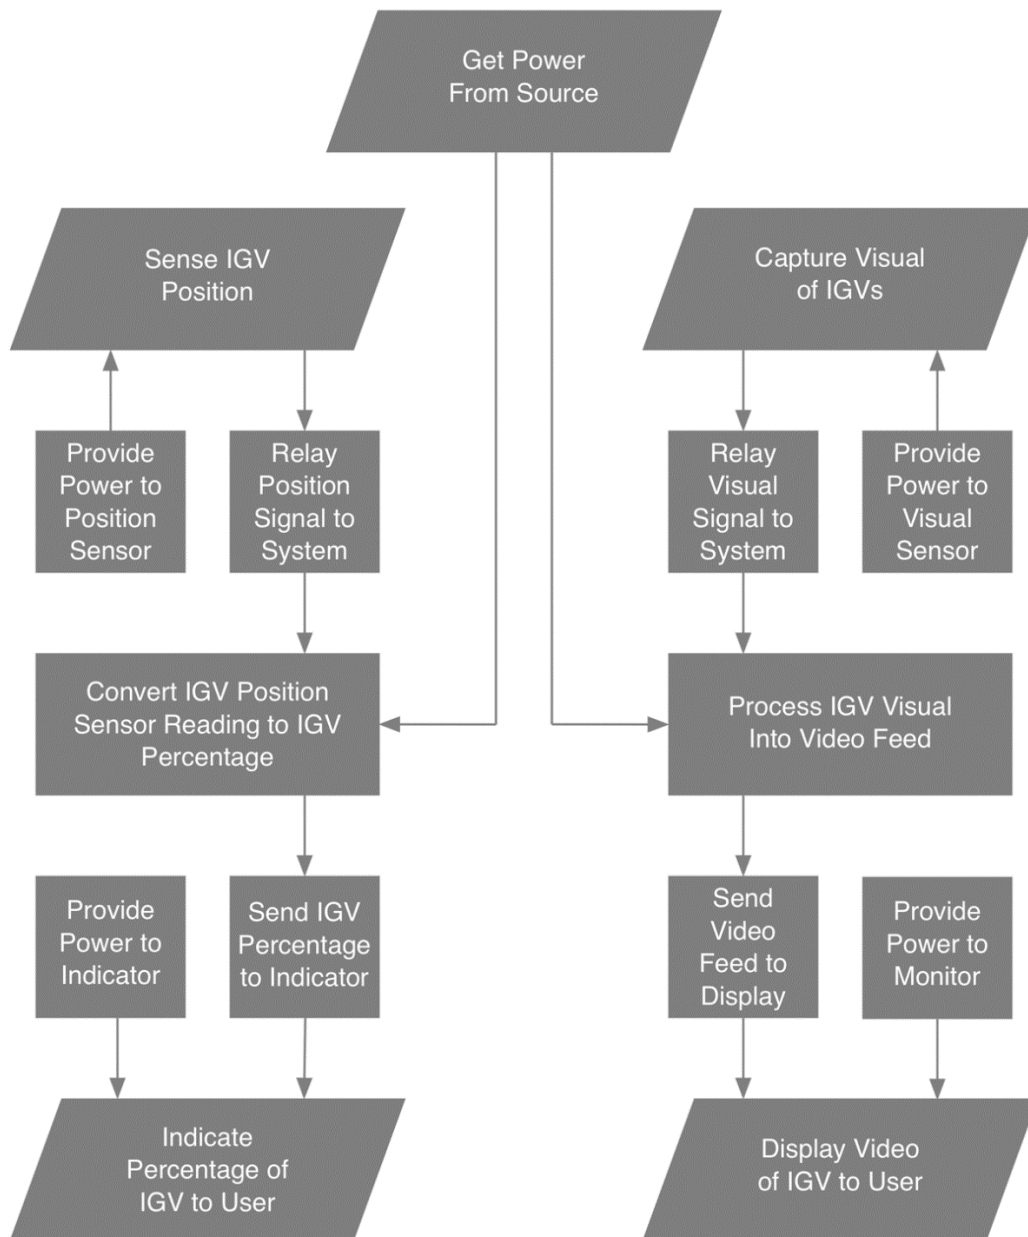 Get Power
From Source
Sense IGV
Position
Capture Visual
of IGVs
Provide
Power to
Position
Sensor
Relay
Position
Signal to
System
Relay
Visual
Signal to
System
Provide
Power to
Visual
Sensor
Convert IGV Position
Sensor Reading to IGV
Percentage
Process IGV Visual
Into Video Feed
Provide
Power to
Indicator
Send IGV
Percentage
to Indicator
Send
Video
Feed to
Display
Provide
Power to
Monitor
Indicate
Percentage of
IGV to User
Display Video
of IGV to User